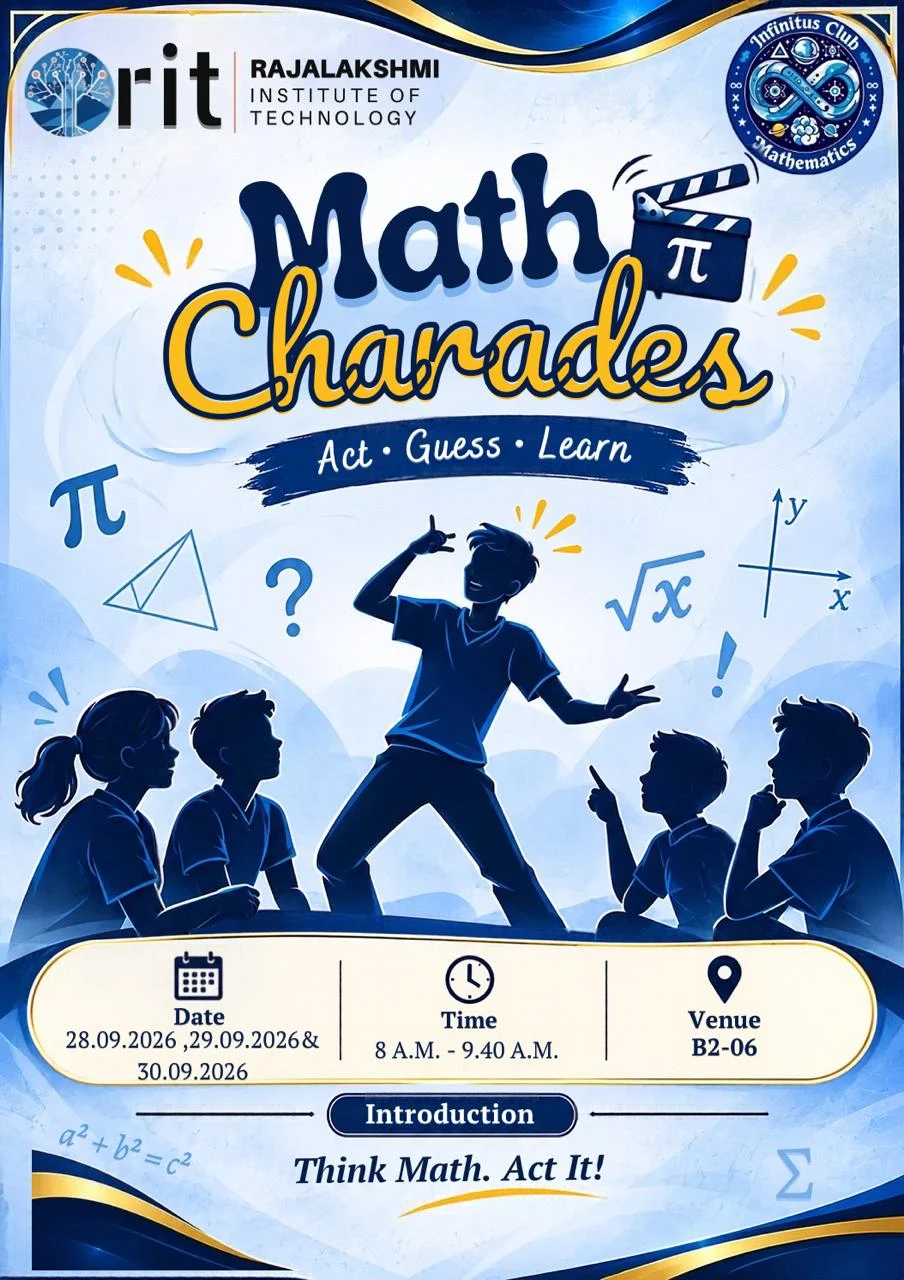 rit
RAJALAKSHMI
INSTITUTE OF
TECHNOLOGY
Infinitus Club
Mathematics
Math
π
Charades
Act • Guess • Learn
π
?
√x
y
x
!
Date
28.09.2026 ,29.09.2026&
30.09.2026
Time
8 A.M. - 9.40 A.M.
Venue
B2-06
Introduction
a² + b² = c²
Think Math. Act It!
Σ